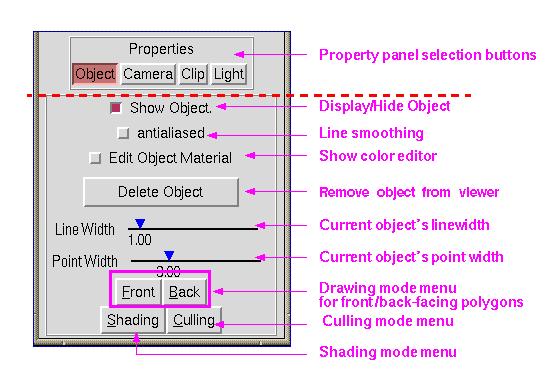 Properties
Object Camera Clip Light
Property panel selection buttons
Show Object.
Display/Hide Object
antialiased
Line smoothing
Edit Object Material
Show color editor
Delete Object
Remove object from viewer
Line Width
1.00
Current object's linewidth
Point Width
3.00
Current object's point width
Front Back
Drawing mode menu
for front/back-facing polygons
Shading Culling
Culling mode menu
Shading mode menu